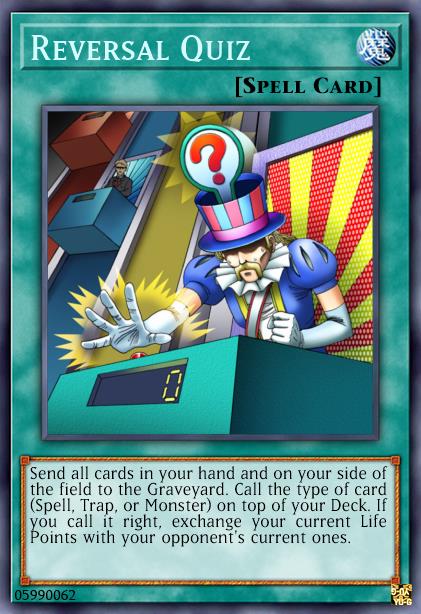 Reversal Quiz
魔
[Spell Card]
?
0
Send all cards in your hand and on your side of
the field to the Graveyard. Call the type of card
(Spell, Trap, or Monster) on top of your Deck. If
you call it right, exchange your current Life
Points with your opponent's current ones.
05990062